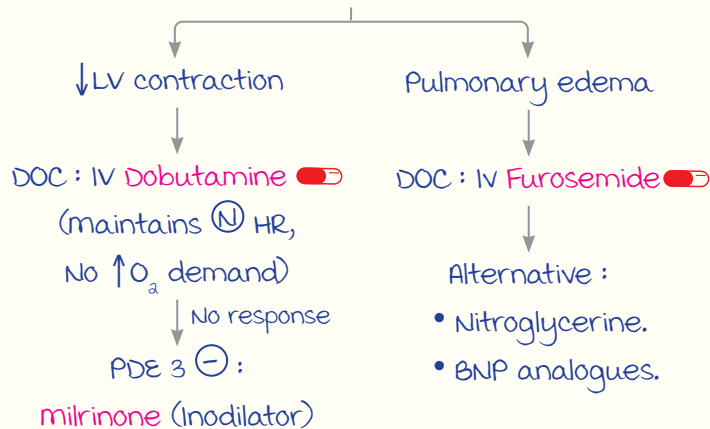 ↓LV contraction
DOC : IV Dobutamine
(maintains Ⓝ HR,
No ↑O₂ demand)
No response
PDE 3 ⊖ :
milrinone (Inodilator)
Pulmonary edema
DOC : IV Furosemide
Alternative :
• Nitroglycerine.
• BNP analogues.